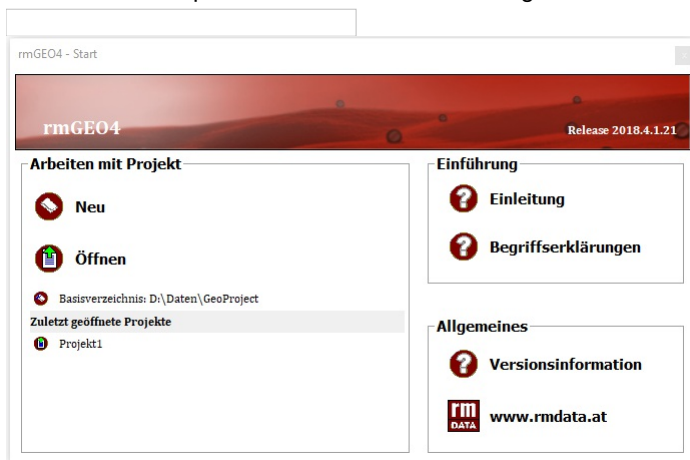 rmGEO4 - Start
rmGEO4
Release 2018.4.1.21
Arbeiten mit Projekt
Neu
Öffnen
Basisverzeichnis: D:\Daten\GeoProject
Zuletzt geöffnete Projekte
Projekt1
Einführung
Einleitung
Begriffserklärungen
Allgemeines
Versionsinformation
rm
DATA
www.rmdata.at